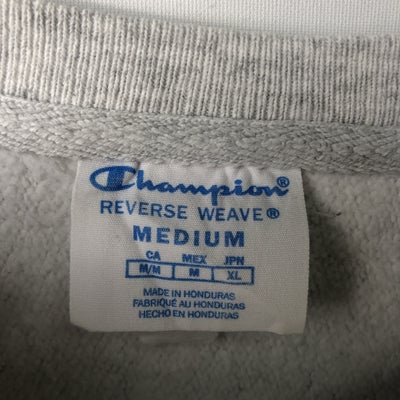 Champion®
REVERSE WEAVE®
MEDIUM
CA MEX JPN
M/M M XL
MADE IN HONDURAS
FABRIQUÉ AU HONDURAS
HECHO EN HONDURAS